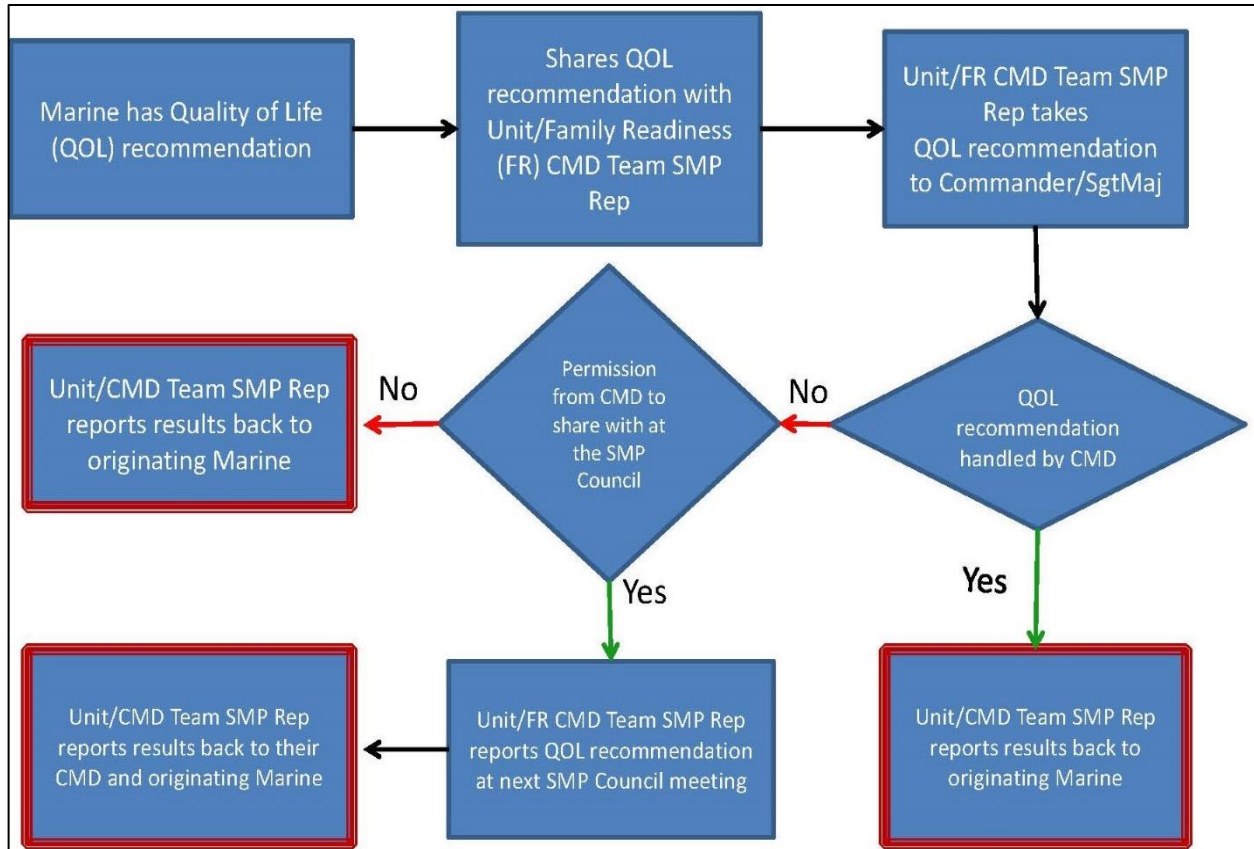 Marine has Quality of Life
(QOL) recommendation
Shares QOL
recommendation with
Unit/Family Readiness
(FR) CMD Team SMP
Rep
Unit/FR CMD Team SMP
Rep takes
QOL recommendation
to Commander/SgtMaj
QOL
recommendation
handled by CMD
No
Yes
Permission
from CMD to
share with at
the SMP
Council
No
Yes
Unit/CMD Team SMP Rep
reports results back to
originating Marine
Unit/CMD Team SMP Rep
reports results back to their
CMD and originating Marine
Unit/FR CMD Team SMP Rep
reports QOL recommendation
at next SMP Council meeting
Unit/CMD Team SMP Rep
reports results back to
originating Marine